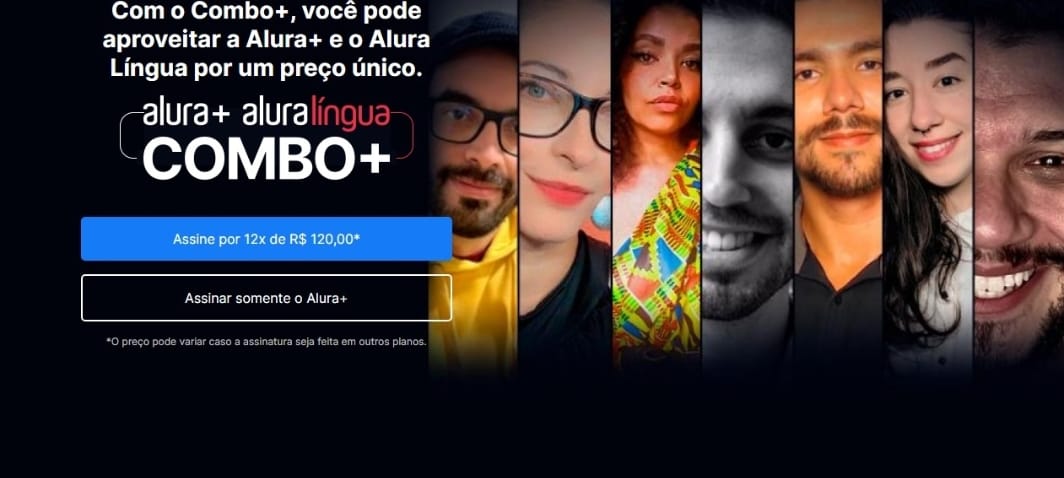 Com o Combo+, você pode
aproveitar a Alura+ e o Alura
Língua por um preço único.
alura+ aluralíngua
COMBO+
Assine por 12x de R$ 120,00*
Assinar somente o Alura+
*O preço pode variar caso a assinatura seja feita em outros planos.